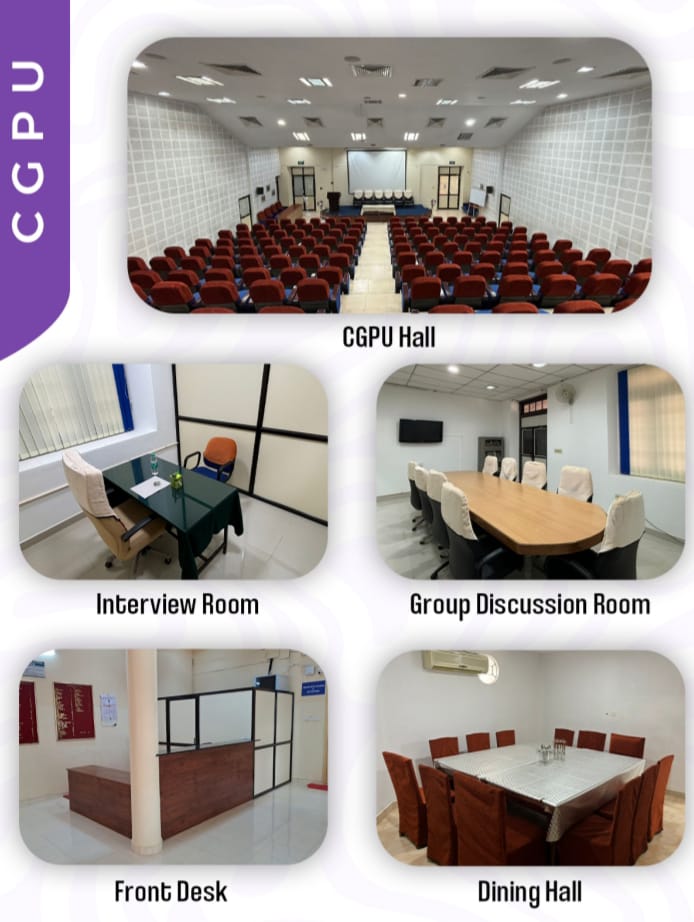 CGPU
CGPU Hall
Interview Room
Group Discussion Room
Front Desk
Dining Hall